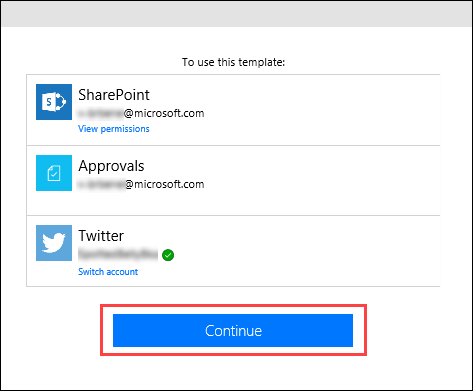 To use this template:
SharePoint
@microsoft.com
View permissions
Approvals
@microsoft.com
Twitter
Switch account
Continue